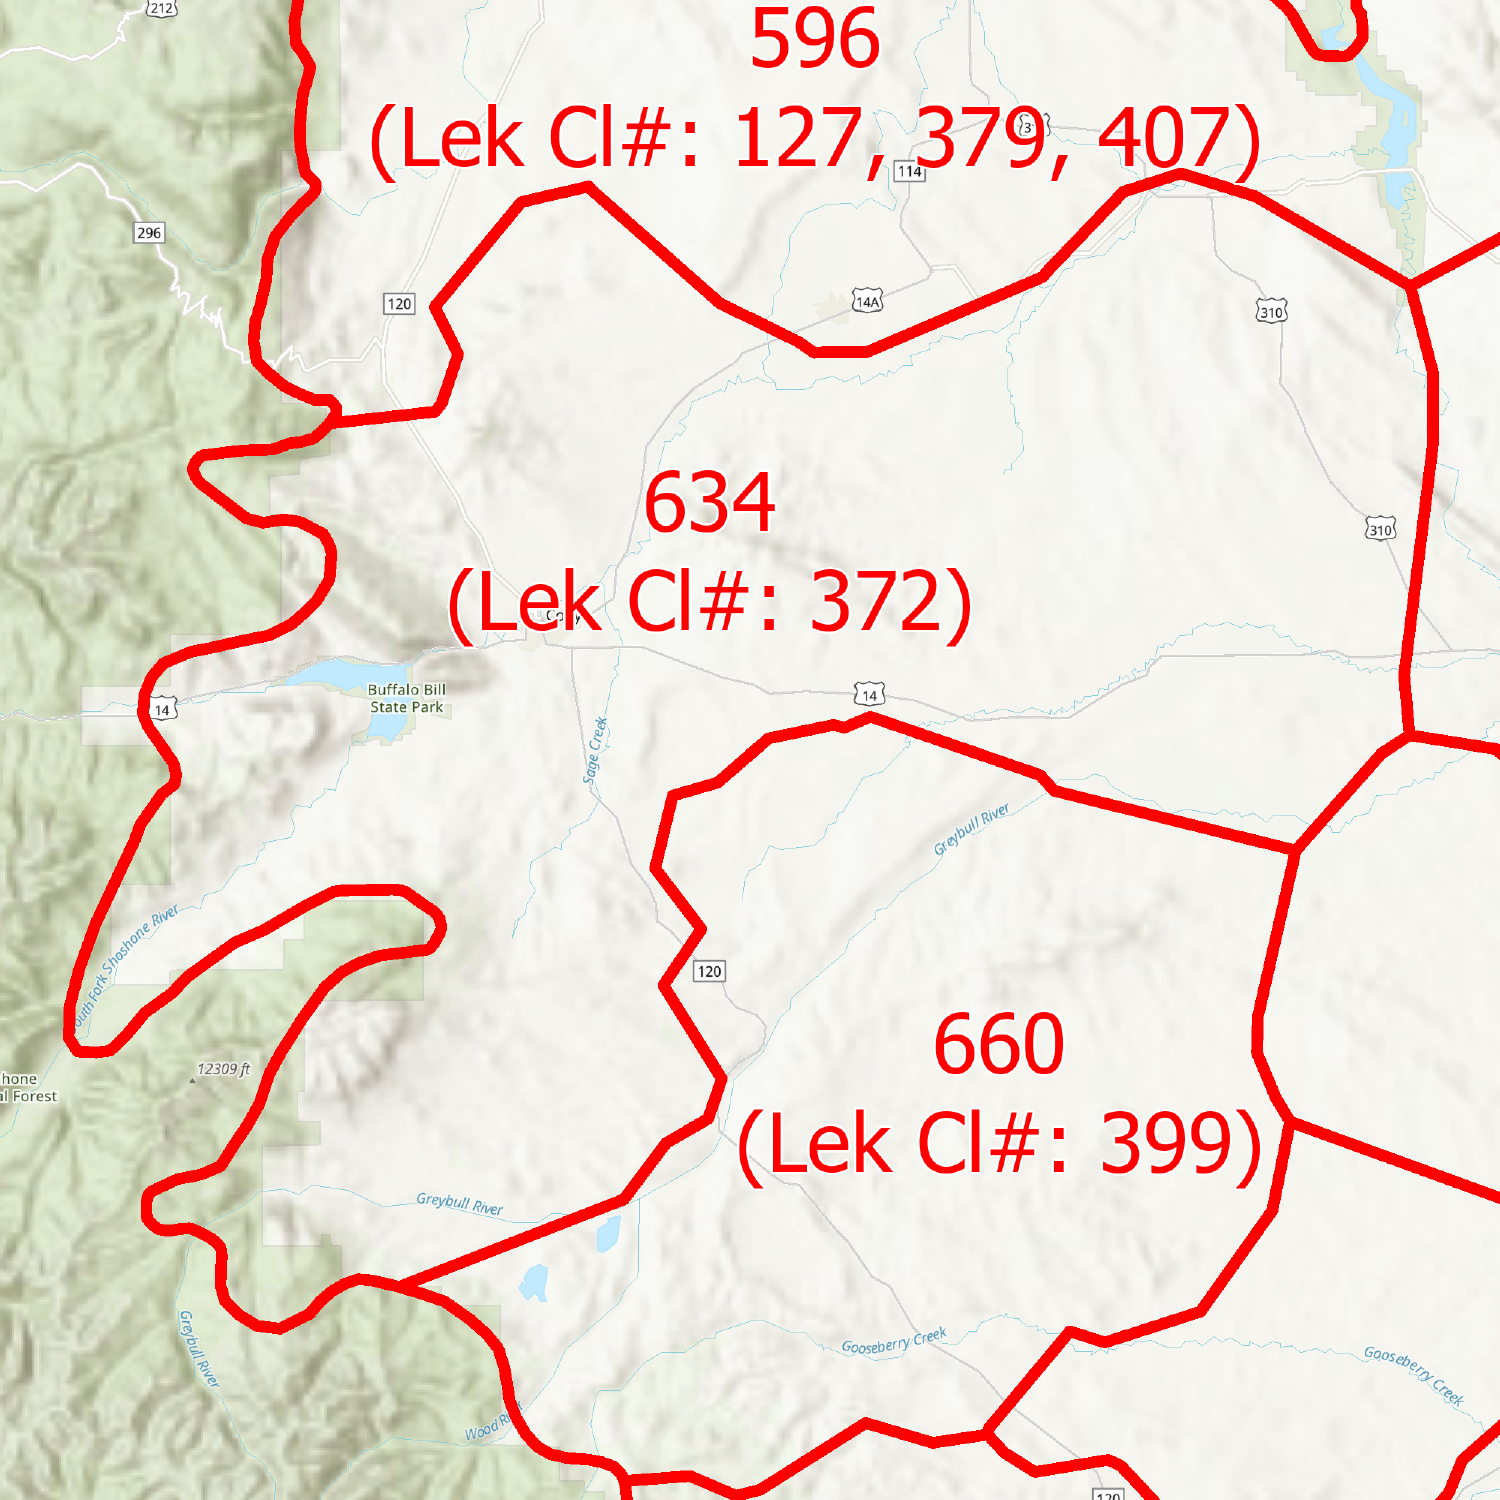 212
596
(Lek Cl#: 127, 379, 407)
114
296
120
14A
310
310
634
(Lek Cl#: 372)
Buffalo Bill
State Park
14
14
Sage Creek
Greybull River
South Fork Shoshone River
120
660
12309 ft
(Lek Cl#: 399)
Greybull River
Greybull River
Gooseberry Creek
Gooseberry Creek
Wood River
120